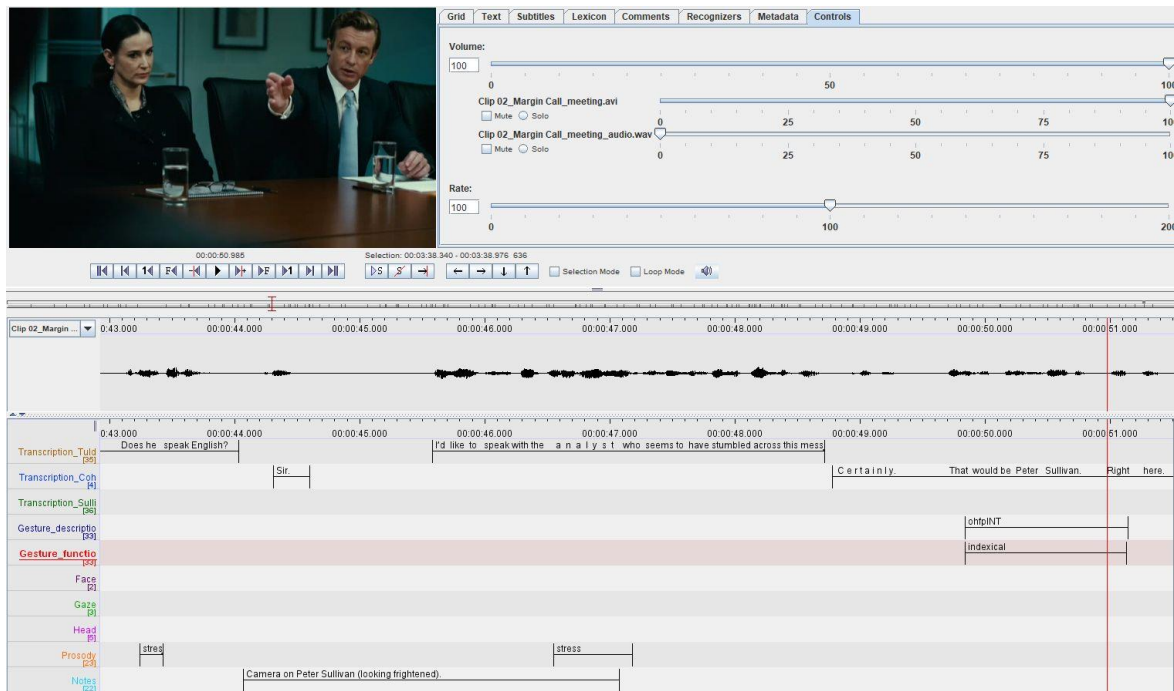 Grid Text Subtitles Lexicon Comments Recognizers Metadata Controls
Volume:
100
0 50 100
Clip 02_Margin Call_meeting.avi
Mute Solo
0 25 50 75 100
Clip 02_Margin Call_meeting_audio.wav
Mute Solo
0 25 50 75 100
Rate:
100
0 100 200
00:00:50.985 Selection: 00:03:38.340 - 00:03:38.976 636
1 F F 1 S S Selection Mode Loop Mode
Clip 02_Margin ... 0:43.000 00:00:44.000 00:00:45.000 00:00:46.000 00:00:47.000 00:00:48.000 00:00:49.000 00:00:50.000 00:00:51.000
0:43.000 00:00:44.000 00:00:45.000 00:00:46.000 00:00:47.000 00:00:48.000 00:00:49.000 00:00:50.000 00:00:51.000
Transcription_Tuld Does he speak English? I'd like to speak with the a n a l y s t who seems to have stumbled across this mess
[35]
Transcription_Coh Sir. C e r t a i n l y. That would be Peter Sullivan. Right here.
[4]
Transcription_Sulli
[36]
Gesture_descriptio ohfpINT
[33]
Gesture_functio indexical
[33]
Face
[2]
Gaze
[3]
Head
[5]
Prosody stres stress
[23]
Notes Camera on Peter Sullivan (looking frightened).
[22]